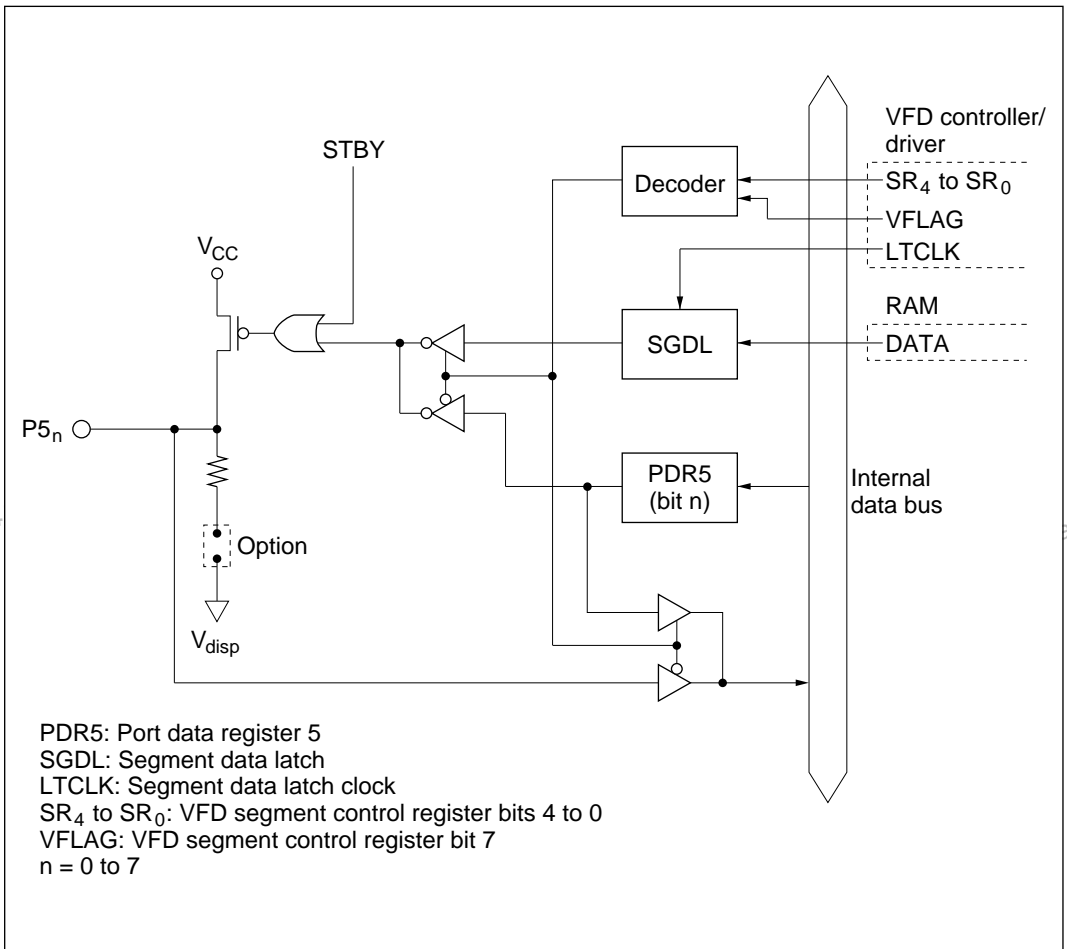 VFD controller/
driver
STBY
Decoder
SR4 to SR0
VFLAG
LTCLK
VCC
RAM
SGDL
DATA
P5n
PDR5
(bit n)
Internal
data bus
Option
Vdisp
PDR5: Port data register 5
SGDL: Segment data latch
LTCLK: Segment data latch clock
SR4 to SR0: VFD segment control register bits 4 to 0
VFLAG: VFD segment control register bit 7
n = 0 to 7